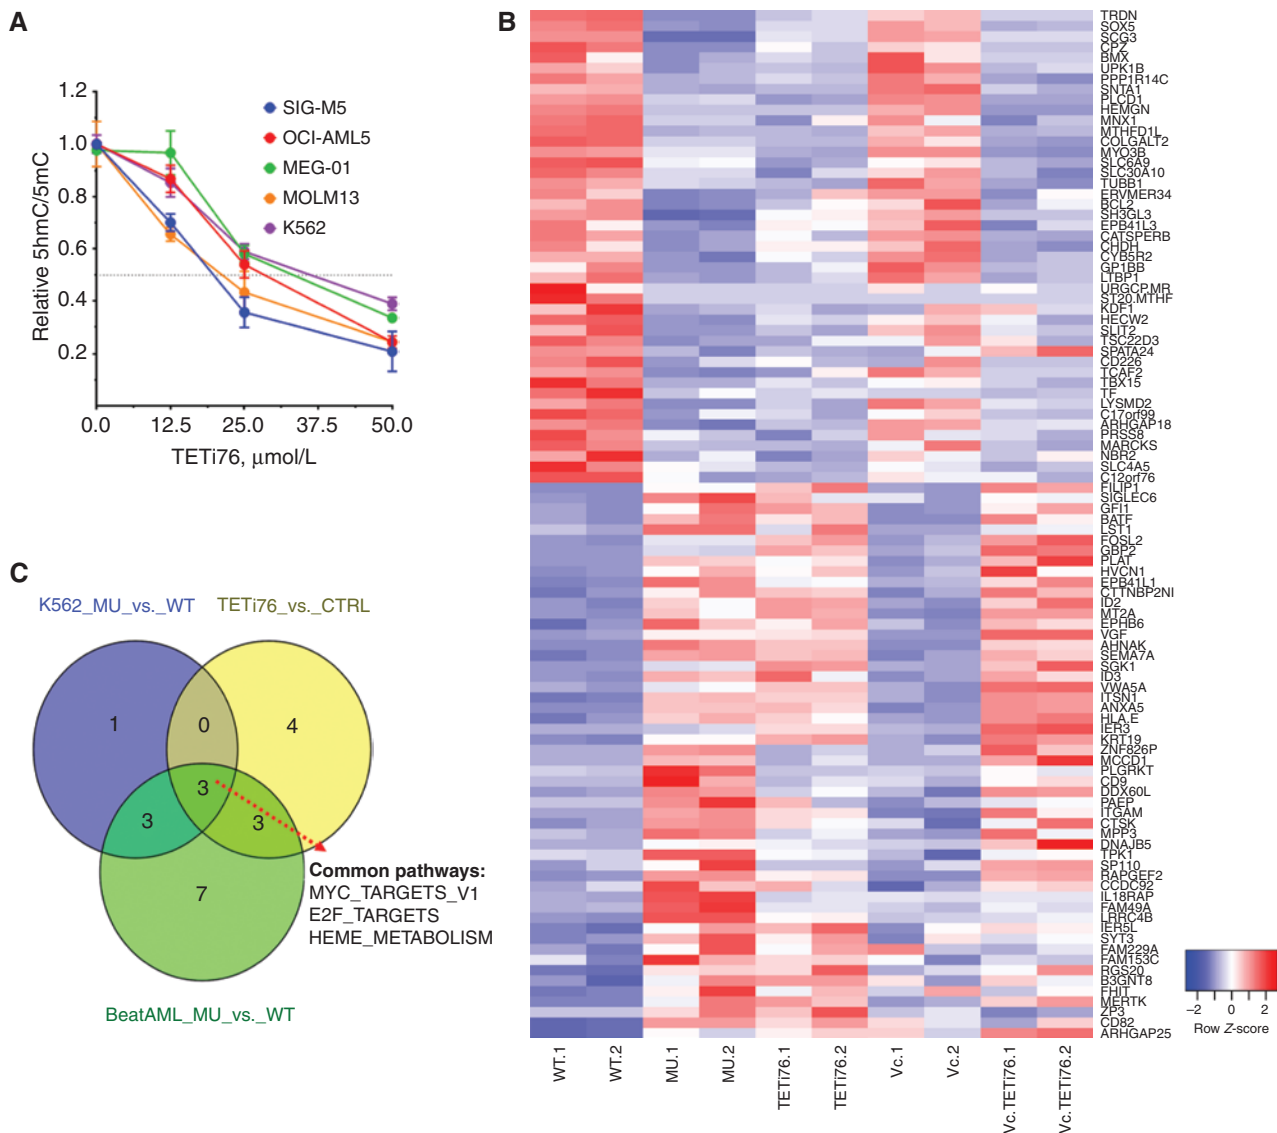 A
1.2
1.0
0.8
0.6
0.4
0.2
0.0
12.5
25.0
37.5
50.0
Relative 5hmC/5mC
TETi76, μmol/L
SIG-M5
OCI-AML5
MEG-01
MOLM13
K562
B
TRDN
SOX5
SCG3
CPZ
BMX
UPK1B
PPP1R14C
SNTA1
PLCD1
HEMGN
MNX1
MTHFD1L
COLGALT2
MYO3B
SLC6A9
SLC30A10
TUBB1
ERVMER34
BCL2
SH3GL3
EPB41L3
CATSPERB
CHDH
CYB5R2
GP1BB
LTBP1
URGCP.MR
ST20.MTHF
KDF1
HECW2
SLIT2
TSC22D3
SPATA24
CD226
TCAF2
TBX15
TF
LYSMD2
C17orf99
ARHGAP18
PRSS8
MARCKS
NBR2
SLC4A5
C12orf76
FILIP1
SIGLEC6
GFI1
BATF
LST1
FOSL2
GBP2
PLAT
HVCN1
EPB41L1
CTTNBP2NI
ID2
MT2A
EPHB6
VGF
AHNAK
SEMA7A
SGK1
ID3
VWA5A
ITSN1
ANXA5
HLA.E
IER3
KRT19
ZNF826P
MCCD1
PLGRKT
CD9
DDX60L
PAEP
ITGAM
CTSK
MPP3
DNAJB5
TPK1
SP110
RAPGEF2
CCDC92
IL18RAP
FAM49A
LRRC4B
IER5L
SYT3
FAM229A
FAM153C
RGS20
B3GNT8
FHIT
MERTK
ZP3
CD82
ARHGAP25
WT.1
WT.2
MU.1
MU.2
TETi76.1
TETi76.2
Vc.1
Vc.2
Vc.TETi76.1
Vc.TETi76.2
−2 0 2
Row Z-score
C
K562_MU_vs._WT
TETi76_vs._CTRL
1
0
4
3
3
3
7
Common pathways:
MYC_TARGETS_V1
E2F_TARGETS
HEME_METABOLISM
BeatAML_MU_vs._WT